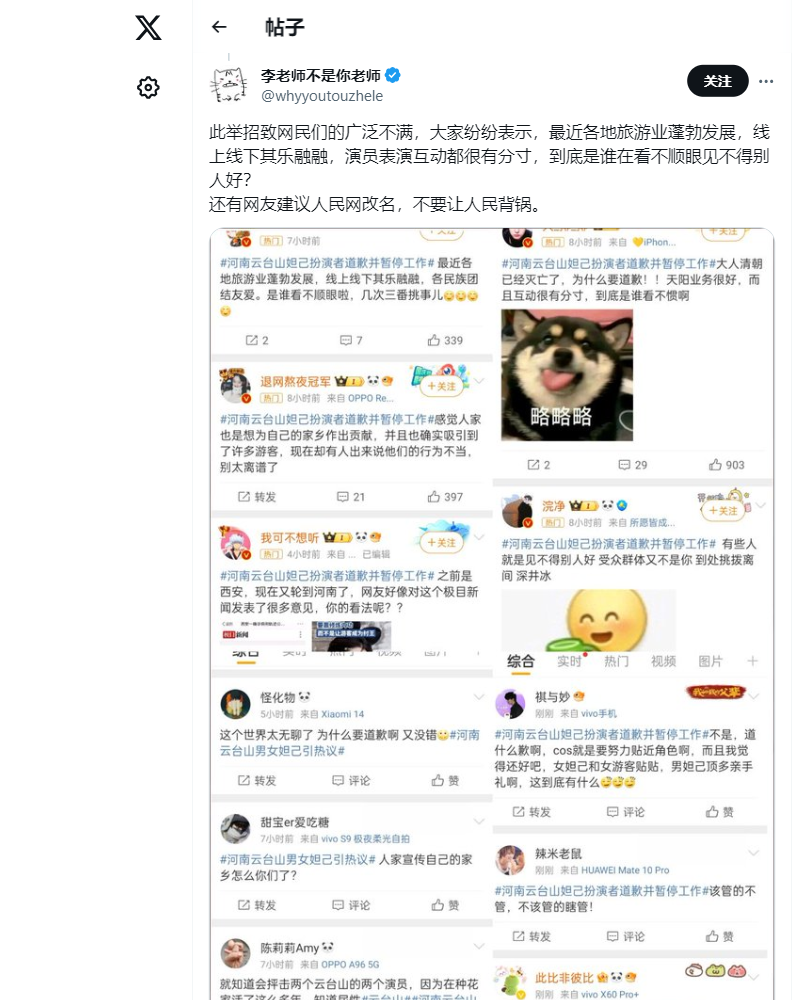 帖子
李老师不是你老师
@whyyoutouzhele
关注
此举招致网民们的广泛不满，大家纷纷表示，最近各地旅游业蓬勃发展，线
上线下其乐融融，演员表演互动都很有分寸，到底是谁在看不顺眼见不得别
人好？
还有网友建议人民网改名，不要让人民背锅。
热门 7小时前
#河南云台山妲己扮演者道歉并暂停工作# 最近各
地旅游业蓬勃发展，线上线下其乐融融，各民族团
结友爱。是谁看不顺眼啦，几次三番挑事儿
2 7 339
退网熬夜冠军
+关注
热门 8小时前 来自 OPPO Re...
#河南云台山妲己扮演者道歉并暂停工作#感觉人家
也是想为自己的家乡作出贡献，并且也确实吸引到
了许多游客，现在却有人出来说他们的行为不当，
别太离谱了
转发 21 397
我可不想听
+关注
热门 4小时前 来自 ... 已编辑
#河南云台山妲己扮演者道歉并暂停工作# 之前是
西安，现在又轮到河南了，网友好像对这个极目新
闻发表了很多意见，你的看法呢？？
怪化物
5小时前 来自 Xiaomi 14
这个世界太无聊了 为什么要道歉啊 又没错#河南
云台山男女妲己引热议#
转发 评论 赞
甜宝er爱吃糖
7小时前 来自 vivo S9 极夜柔光自拍
#河南云台山男女妲己引热议# 人家宣传自己的家
乡怎么你们了？
转发 评论 赞
陈莉莉Amy
7小时前 来自 OPPO A96 5G
就知道会抨击两个云台山的两个演员，因为在种花
+关注
热门 8小时前 来自 iPhon...
#河南云台山妲己扮演者道歉并暂停工作#大人清朝
已经灭亡了，为什么要道歉！！天阳业务很好，而
且互动很有分寸，到底是谁看不惯啊
略略略
2 29 903
浣净
+关注
热门 8小时前 来自 所愿皆成...
#河南云台山妲己扮演者道歉并暂停工作# 有些人
就是见不得别人好 受众群体又不是你 到处挑拨离
间 深井冰
综合 实时 热门 视频 图片
祺与妙
刚刚 来自 vivo手机
#河南云台山妲己扮演者道歉并暂停工作#不是，道
什么歉啊，cos就是要努力贴近角色啊，而且我觉
得还好吧，女妲己和女游客贴贴，男妲己顶多亲手
礼啊，这到底有什么
转发 评论 赞
辣米老鼠
刚刚 来自 HUAWEI Mate 10 Pro
#河南云台山妲己扮演者道歉并暂停工作#该管的不
管，不该管的瞎管！
转发 评论 赞
此比非彼比
刚刚 来自 vivo X60 Pro+